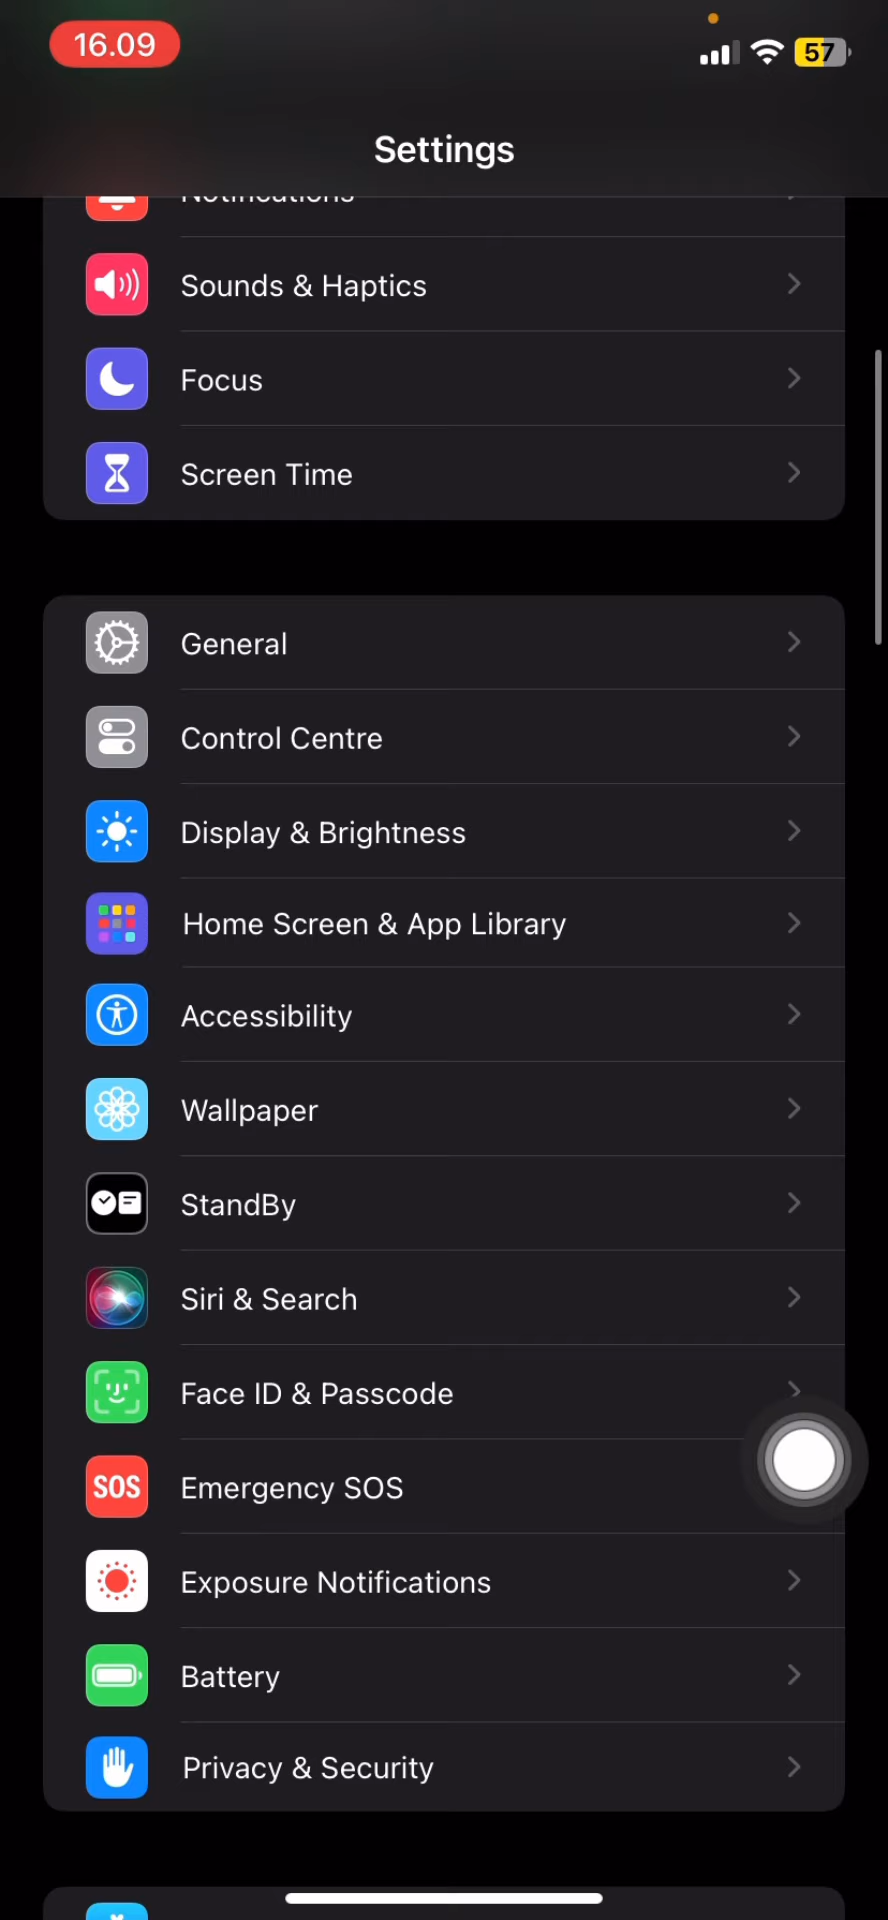 16.09
57
Settings
Notifications
Sounds & Haptics
Focus
Screen Time
General
Control Centre
Display & Brightness
Home Screen & App Library
Accessibility
Wallpaper
StandBy
Siri & Search
Face ID & Passcode
SOS Emergency SOS
Exposure Notifications
Battery
Privacy & Security